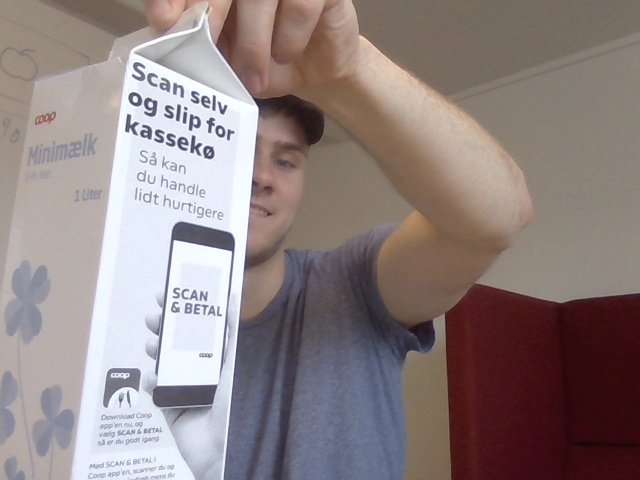 coop
Minimælk
1 Liter
Scan selv
og slip for
kassekø
Så kan
du handle
lidt hurtigere
SCAN
& BETAL
coop
coop
Download Coop
app'en nu, og
vælg SCAN & BETAL
så er du godt igang.
Med SCAN & BETAL i
Coop app'en, scanner du og